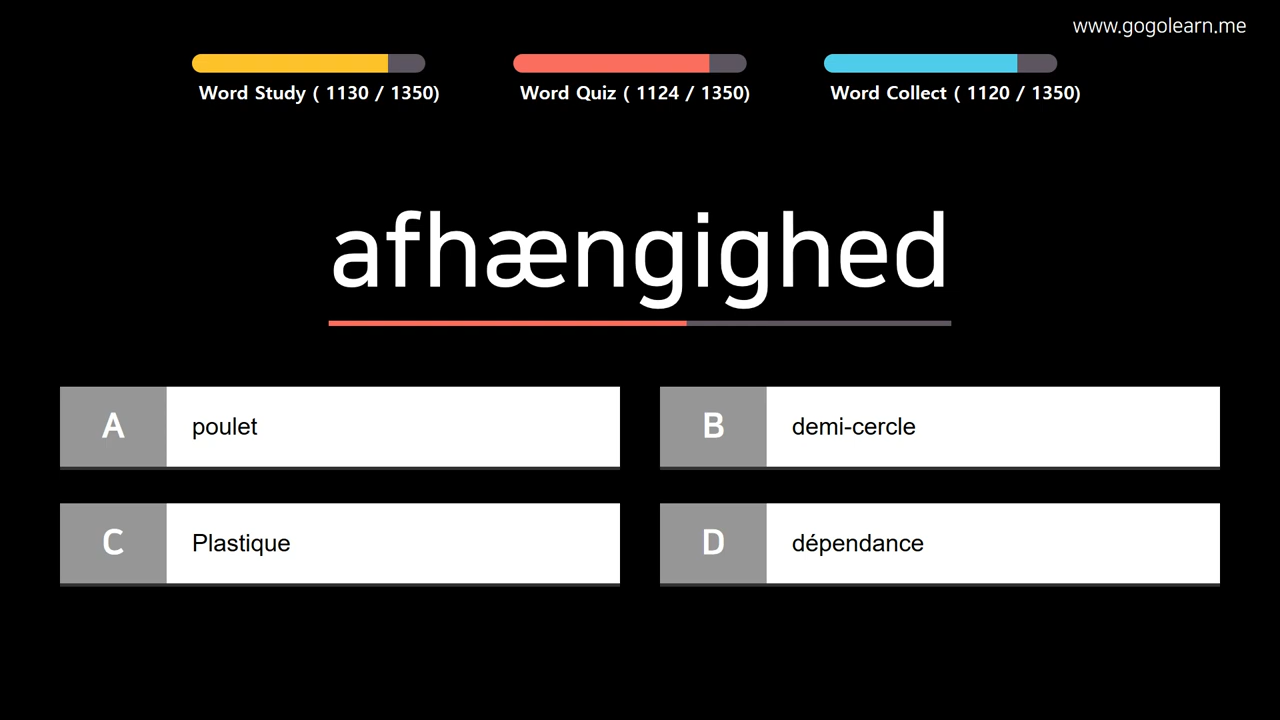 www.gogolearn.me
Word Study ( 1130 / 1350)
Word Quiz ( 1124 / 1350)
Word Collect ( 1120 / 1350)
afhængighed
A
poulet
B
demi-cercle
C
Plastique
D
dépendance